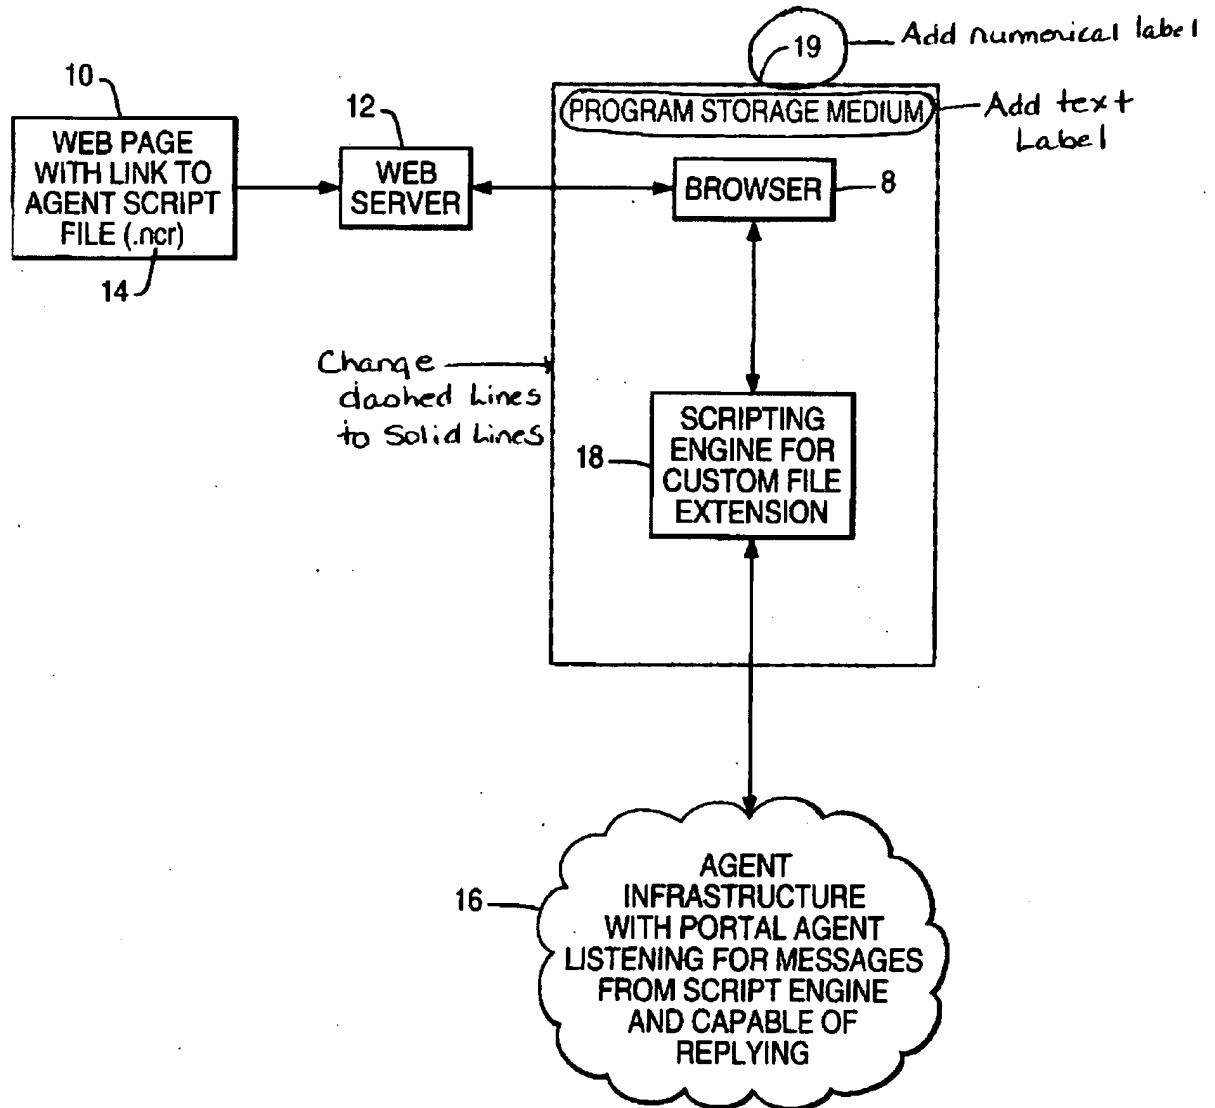 19
Add numerical label
10
12
PROGRAM STORAGE MEDIUM
Add text
Label
WEB PAGE
WITH LINK TO
AGENT SCRIPT
FILE (.ncr)
14
WEB
SERVER
BROWSER
8
Change
dashed Lines
to Solid Lines
18
SCRIPTING
ENGINE FOR
CUSTOM FILE
EXTENSION
16
AGENT
INFRASTRUCTURE
WITH PORTAL AGENT
LISTENING FOR MESSAGES
FROM SCRIPT ENGINE
AND CAPABLE OF
REPLYING